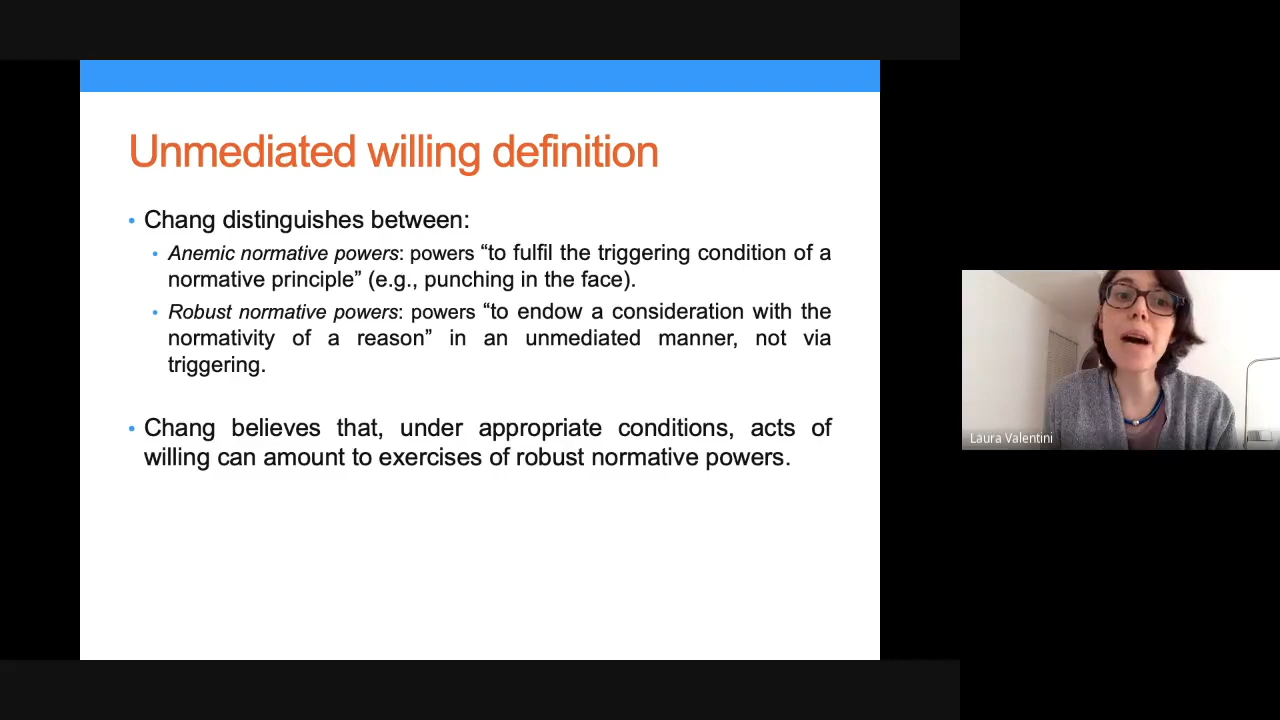 Unmediated willing definition
• Chang distinguishes between:
• Anemic normative powers: powers “to fulfil the triggering condition of a
normative principle” (e.g., punching in the face).
• Robust normative powers: powers “to endow a consideration with the
normativity of a reason” in an unmediated manner, not via
triggering.
• Chang believes that, under appropriate conditions, acts of
willing can amount to exercises of robust normative powers.
Laura Valentini